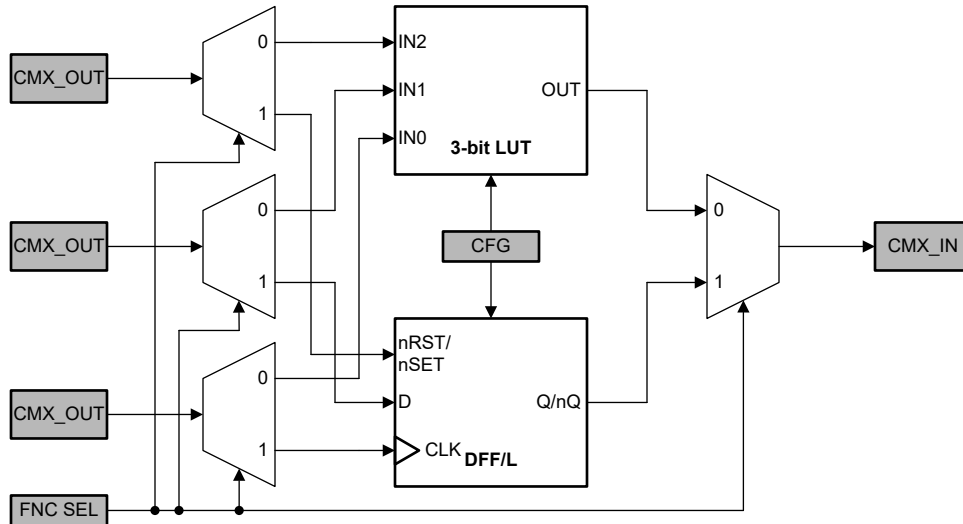 0
IN2
CMX_OUT
IN1
OUT
1
IN0
3-bit LUT
0
0
CMX_OUT
CFG
CMX_IN
1
1
nRST/
nSET
0
D
Q/nQ
CMX_OUT
1
CLK
DFF/L
FNC SEL